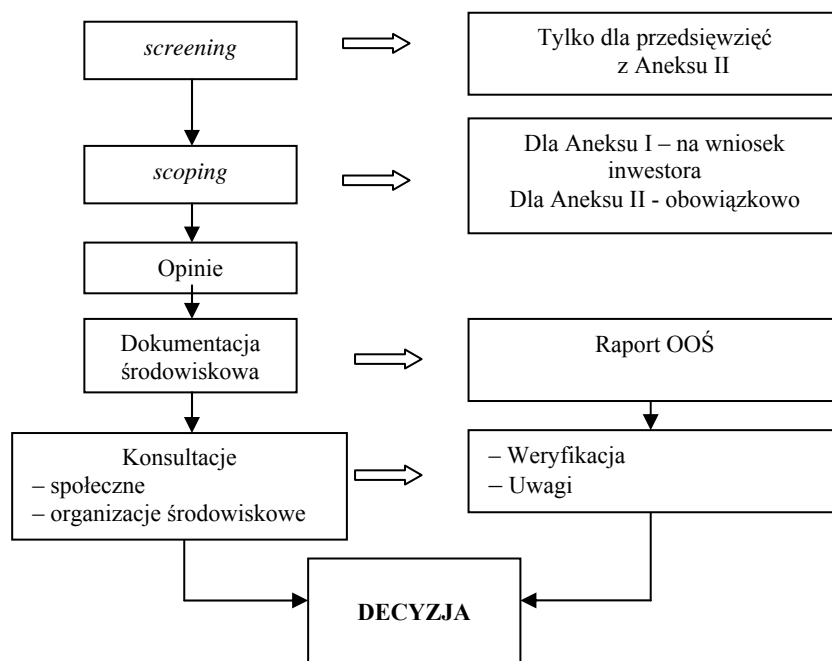 screening
Tylko dla przedsięwzięć
z Aneksu II
scoping
Dla Aneksu I – na wniosek
inwestora
Dla Aneksu II - obowiązkowo
Opinie
Dokumentacja
środowiskowa
Raport OOŚ
Konsultacje
– społeczne
– organizacje środowiskowe
– Weryfikacja
– Uwagi
DECYZJA